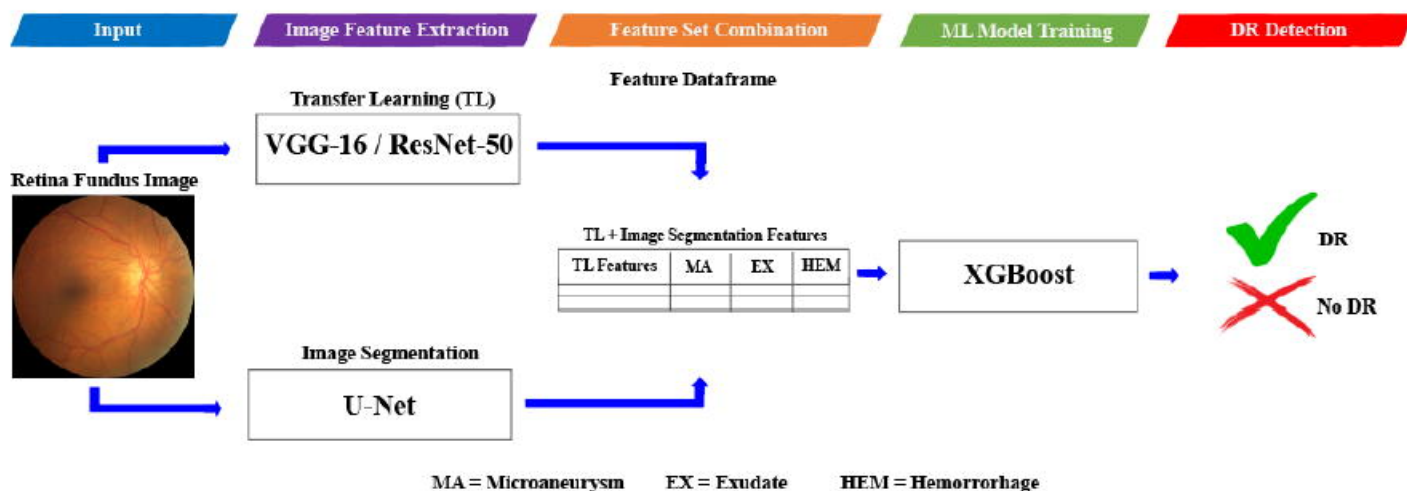 Input
Image Feature Extraction
Feature Set Combination
ML Model Training
DR Detection
Feature Dataframe
Transfer Learning (TL)
VGG-16 / ResNet-50
Retina Fundus Image
TL + Image Segmentation Features
TL Features MA EX HEM
XGBoost
DR
No DR
Image Segmentation
U-Net
MA = Microaneurysm EX = Exudate HEM = Hemorrorhage